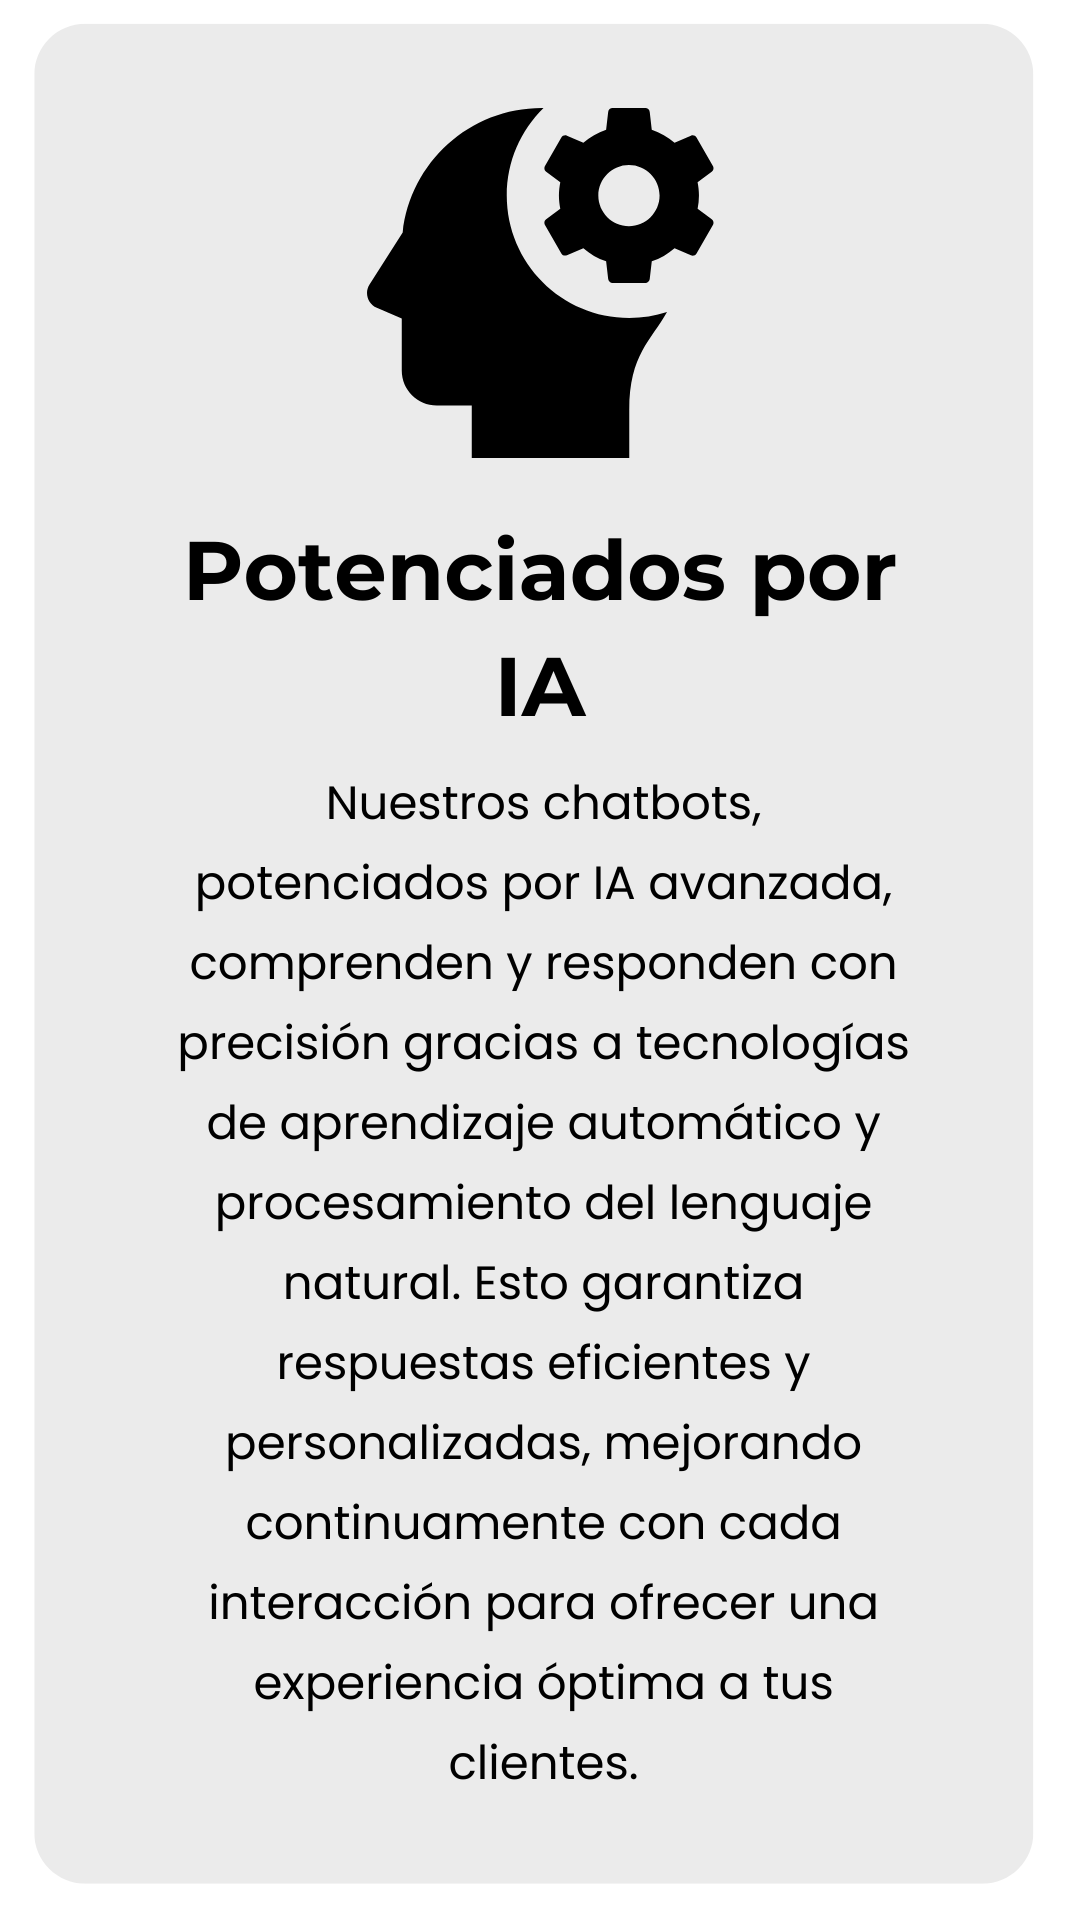 Potenciados por
IA
Nuestros chatbots,
potenciados por IA avanzada,
comprenden y responden con
precisión gracias a tecnologías
de aprendizaje automático y
procesamiento del lenguaje
natural. Esto garantiza
respuestas eficientes y
personalizadas, mejorando
continuamente con cada
interacción para ofrecer una
experiencia óptima a tus
clientes.